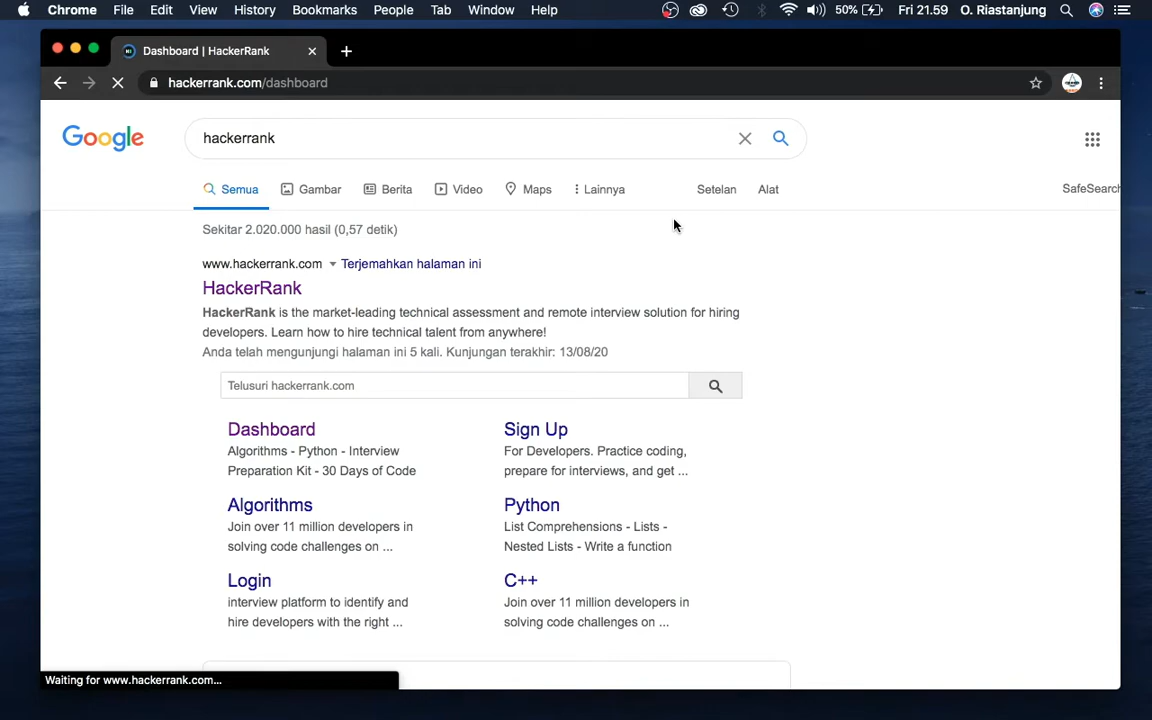 Chrome File Edit View History Bookmarks People Tab Window Help 50% Fri 21.59 O. Riastanjung
Dashboard | HackerRank
hackerrank.com/dashboard
Google hackerrank
Semua Gambar Berita Video Maps Lainnya Setelan Alat SafeSearch
Sekitar 2.020.000 hasil (0,57 detik)
www.hackerrank.com Terjemahkan halaman ini
HackerRank
HackerRank is the market-leading technical assessment and remote interview solution for hiring
developers. Learn how to hire technical talent from anywhere!
Anda telah mengunjungi halaman ini 5 kali. Kunjungan terakhir: 13/08/20
Telusuri hackerrank.com
Dashboard
Algorithms - Python - Interview
Preparation Kit - 30 Days of Code
Sign Up
For Developers. Practice coding,
prepare for interviews, and get ...
Algorithms
Join over 11 million developers in
solving code challenges on ...
Python
List Comprehensions - Lists -
Nested Lists - Write a function
Login
interview platform to identify and
hire developers with the right ...
C++
Join over 11 million developers in
solving code challenges on ...
Waiting for www.hackerrank.com...